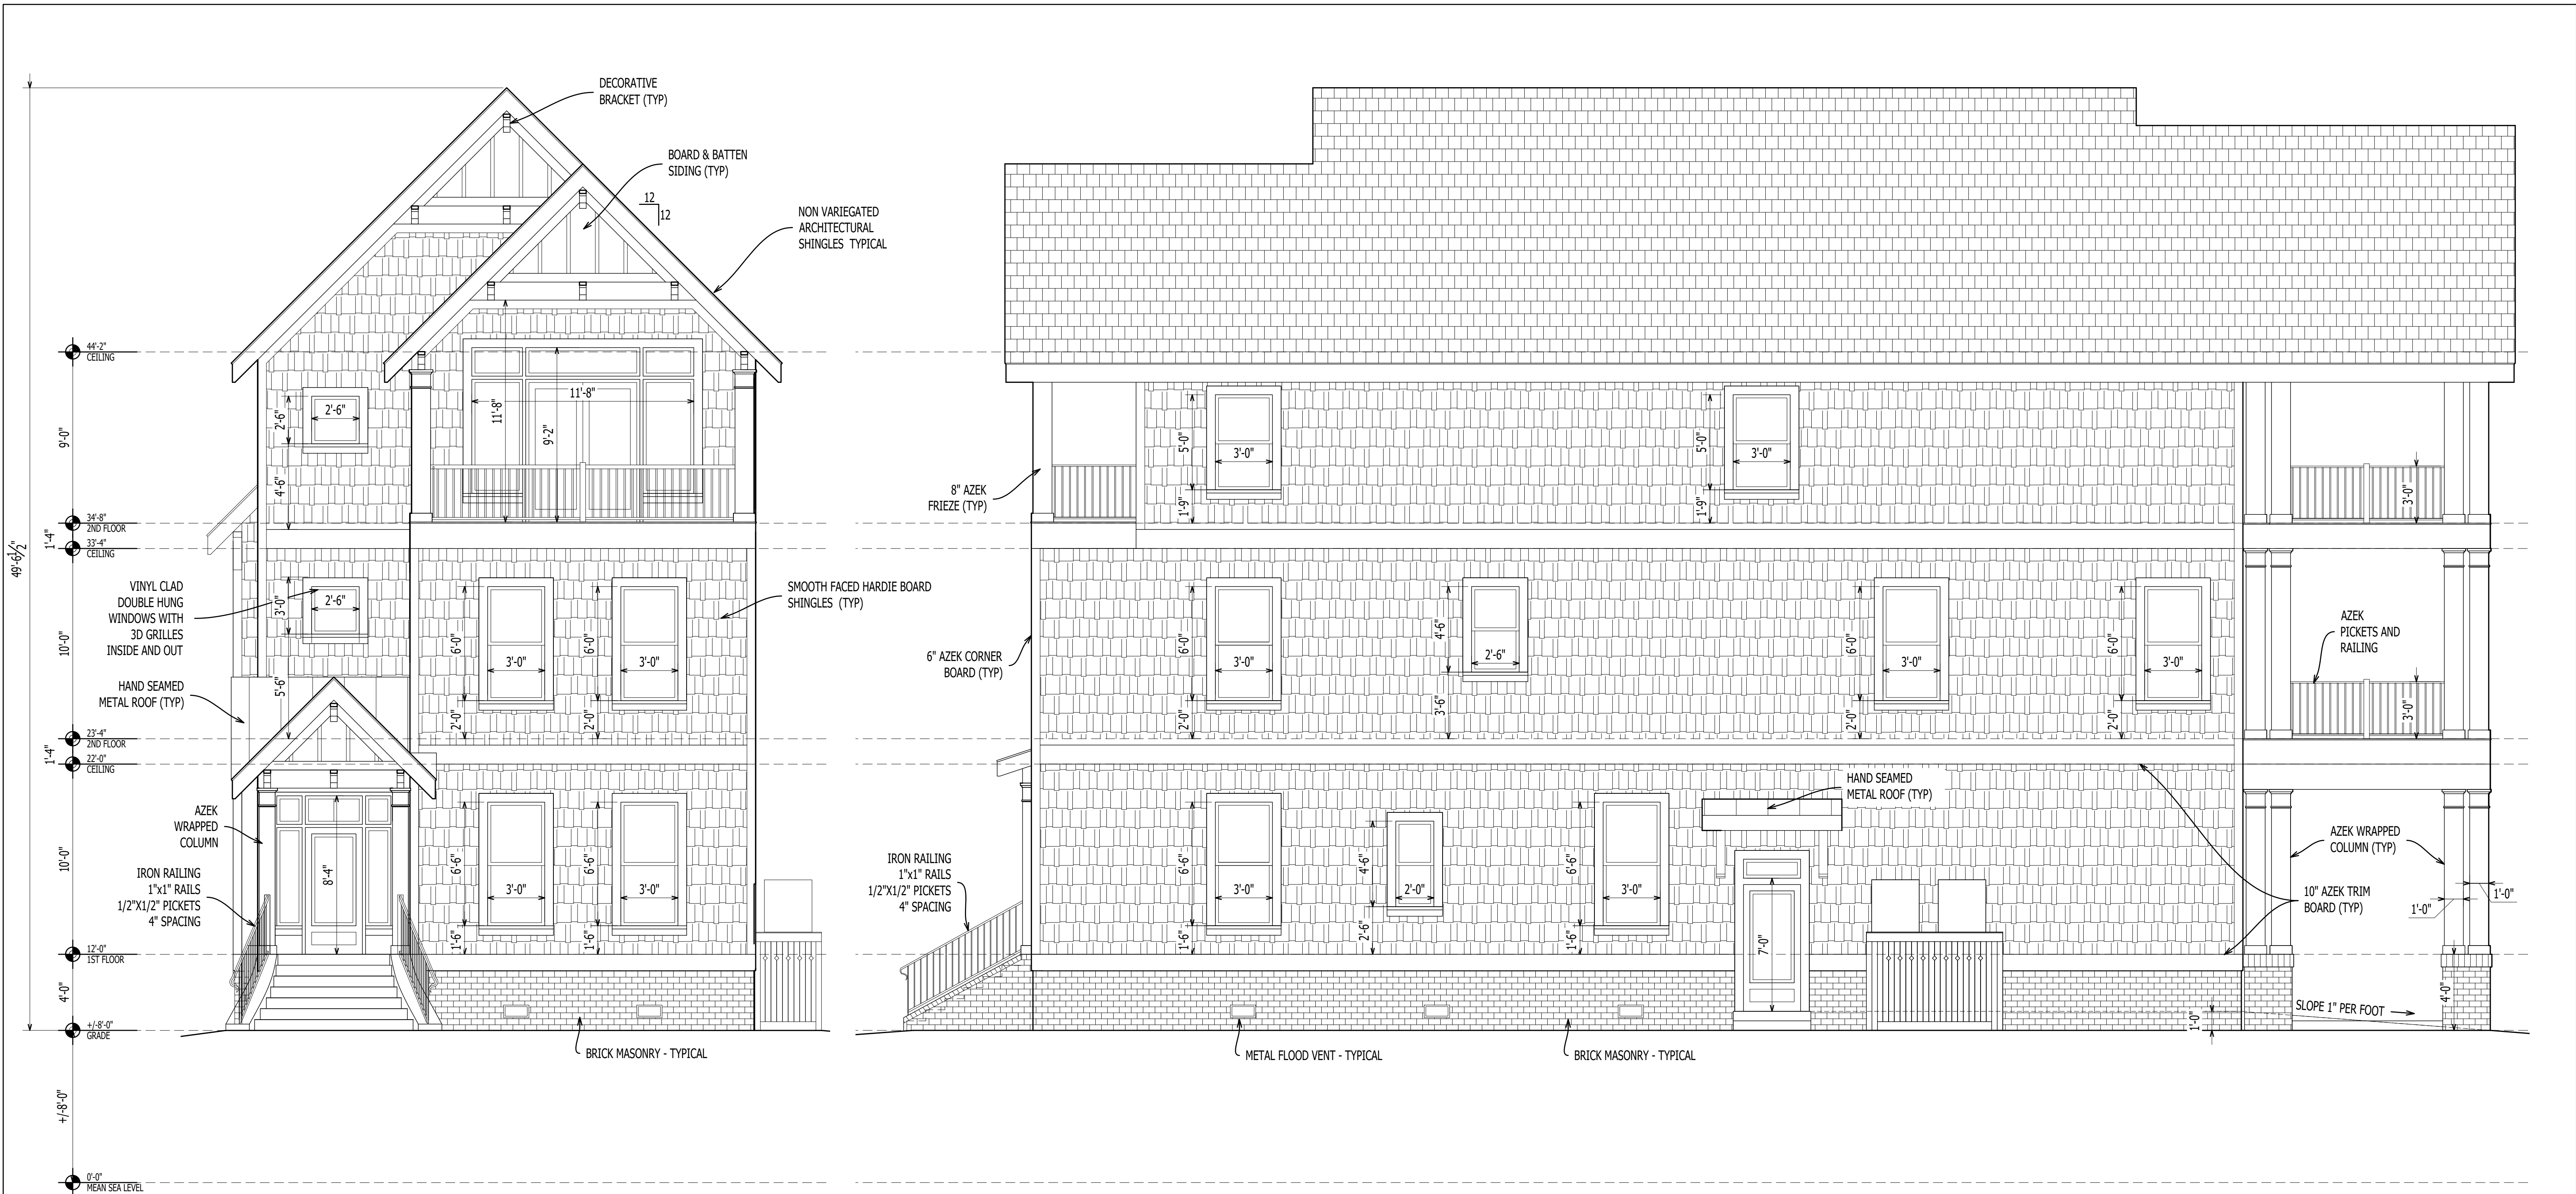 DECORATIVE
BRACKET (TYP)
BOARD & BATTEN
SIDING (TYP)
12
12
NON VARIEGATED
ARCHITECTURAL
SHINGLES TYPICAL
44'-2"
CEILING
9'-0"
34'-8"
2ND FLOOR
1'-4"
33'-4"
CEILING
49'-6½"
10'-0"
23'-4"
2ND FLOOR
1'-4"
22'-0"
CEILING
10'-0"
12'-0"
1ST FLOOR
4'-0"
+/-8'-0"
GRADE
+/-8'-0"
0'-0"
MEAN SEA LEVEL
2'-6"
2'-6"
4'-6"
11'-8"
11'-8"
9'-2"
VINYL CLAD
DOUBLE HUNG
WINDOWS WITH
3D GRILLES
INSIDE AND OUT
3'-0"
2'-6"
5'-6"
6'-0"
3'-0"
2'-0"
6'-0"
3'-0"
2'-0"
SMOOTH FACED HARDIE BOARD
SHINGLES (TYP)
HAND SEAMED
METAL ROOF (TYP)
AZEK
WRAPPED
COLUMN
IRON RAILING
1"x1" RAILS
1/2"X1/2" PICKETS
4" SPACING
8'-4"
6'-6"
3'-0"
1'-6"
6'-6"
3'-0"
1'-6"
BRICK MASONRY - TYPICAL
8" AZEK
FRIEZE (TYP)
5'-0"
3'-0"
1'-9"
5'-0"
3'-0"
1'-9"
3'-0"
6" AZEK CORNER
BOARD (TYP)
6'-0"
3'-0"
2'-0"
4'-6"
2'-6"
3'-6"
6'-0"
3'-0"
2'-0"
6'-0"
3'-0"
2'-0"
AZEK
PICKETS AND
RAILING
3'-0"
HAND SEAMED
METAL ROOF (TYP)
IRON RAILING
1"x1" RAILS
1/2"X1/2" PICKETS
4" SPACING
6'-6"
3'-0"
1'-6"
4'-6"
2'-0"
2'-6"
6'-6"
3'-0"
1'-6"
7'-0"
AZEK WRAPPED
COLUMN (TYP)
10" AZEK TRIM
BOARD (TYP)
1'-0"
1'-0"
4'-0"
SLOPE 1" PER FOOT
1'-0"
METAL FLOOD VENT - TYPICAL
BRICK MASONRY - TYPICAL